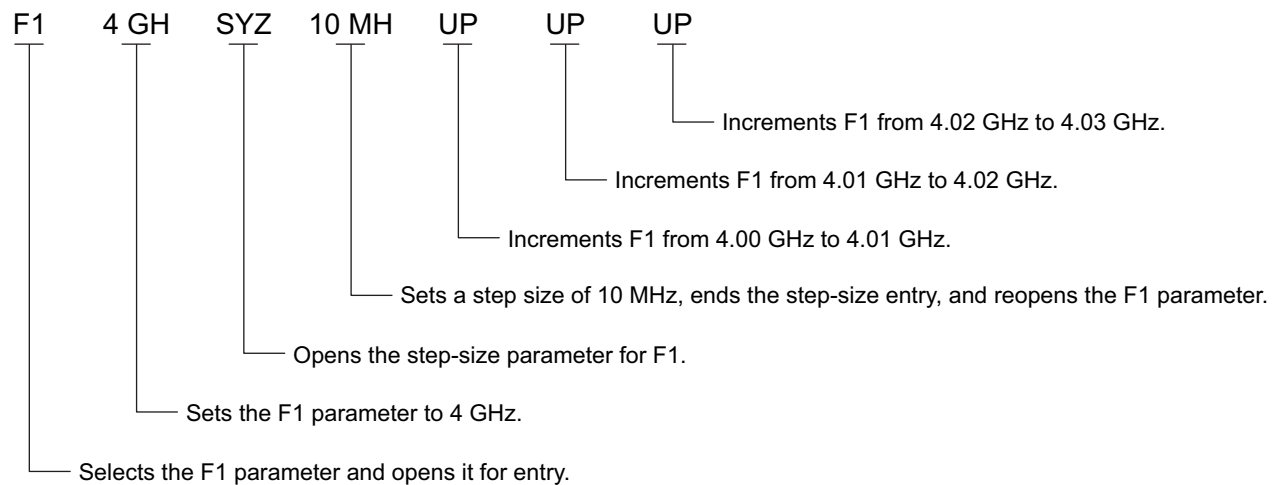 F1 4 GH SYZ 10 MH UP UP UP
Increments F1 from 4.02 GHz to 4.03 GHz.
Increments F1 from 4.01 GHz to 4.02 GHz.
Increments F1 from 4.00 GHz to 4.01 GHz.
Sets a step size of 10 MHz, ends the step-size entry, and reopens the F1 parameter.
Opens the step-size parameter for F1.
Sets the F1 parameter to 4 GHz.
Selects the F1 parameter and opens it for entry.